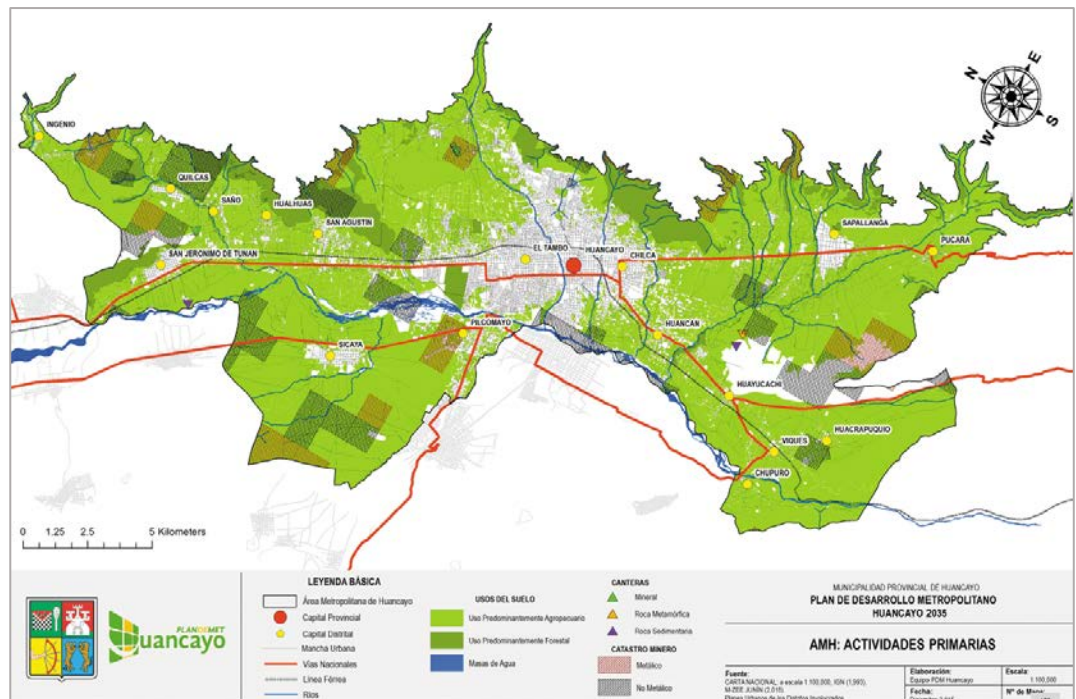 N
E
W
S
INGENIO
QUILCAS
SAÑO
HUALHUAS
SAN AGUSTIN
SAN JERONIMO DE TUNAN
EL TAMBO
HUANCAYO
CHILCA
SAPALLANGA
PUCARA
SICAYA
PILCOMAYO
HUANCAN
HUAYUCACHI
VIQUES
HUACRAPUQUIO
CHUPURO
0 1.25 2.5 5 Kilometers
PLANDEMET
Huancayo
LEYENDA BÁSICA
Área Metropolitana de Huancayo
Capital Provincial
Capital Distrital
Mancha Urbana
Vías Nacionales
Línea Férrea
Ríos
USOS DEL SUELO
Uso Predominantemente Agropecuario
Uso Predominantemente Forestal
Masas de Agua
CANTERAS
Mineral
Roca Metamórfica
Roca Sedimentaria
CATASTRO MINERO
Metálico
No Metálico
MUNICIPALIDAD PROVINCIAL DE HUANCAYO
PLAN DE DESARROLLO METROPOLITANO
HUANCAYO 2035
AMH: ACTIVIDADES PRIMARIAS
Fuente:
CARTA NACIONAL, a escala 1:100,000, IGN (1,993).
M-ZEE JUNÍN (2,015).
Elaboración:
Equipo PDM Huancayo
Escala:
1:100,000
Fecha:
Nº de Mapa: